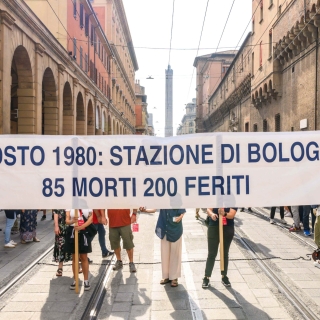 OSTO 1980: STAZIONE DI BOLOG
85 MORTI 200 FERITI